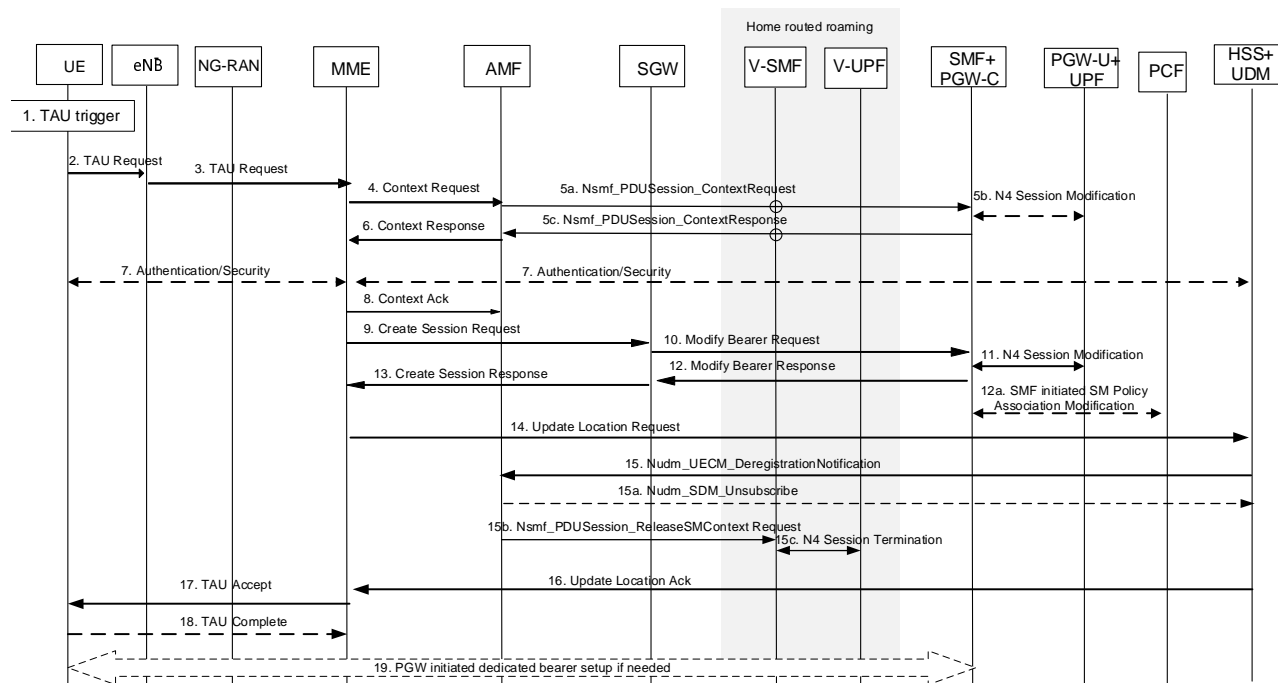 Home routed roaming
UE
eNB
NG-RAN
MME
AMF
SGW
V-SMF
V-UPF
SMF+
PGW-C
PGW-U+
UPF
PCF
HSS+
UDM
1. TAU trigger
2. TAU Request
3. TAU Request
4. Context Request
5a. Nsmf_PDUSession_ContextRequest
5b. N4 Session Modification
5c. Nsmf_PDUSession_ContextResponse
6. Context Response
7. Authentication/Security
7. Authentication/Security
8. Context Ack
9. Create Session Request
10. Modify Bearer Request
11. N4 Session Modification
12. Modify Bearer Response
13. Create Session Response
12a. SMF initiated SM Policy
Association Modification
14. Update Location Request
15. Nudm_UECM_DeregistrationNotification
15a. Nudm_SDM_Unsubscribe
15b. Nsmf_PDUSession_ReleaseSMContext Request
15c. N4 Session Termination
16. Update Location Ack
17. TAU Accept
18. TAU Complete
19. PGW initiated dedicated bearer setup if needed